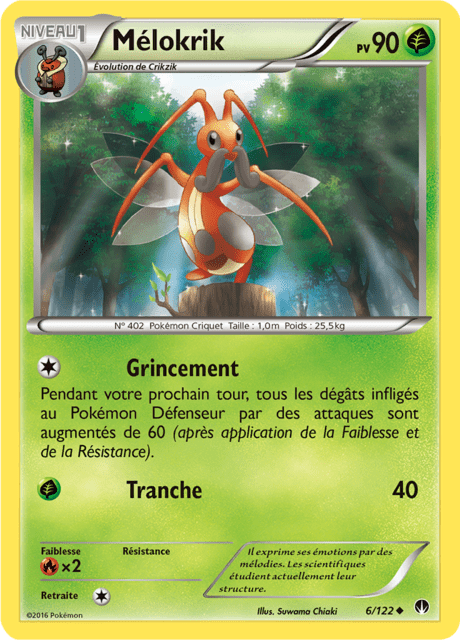 NIVEAU 1
Mélokrik
PV 90
Évolution de Crikzik
N° 402 Pokémon Criquet Taille : 1,0m Poids : 25,5kg
Grincement
Pendant votre prochain tour, tous les dégâts infligés
au Pokémon Défenseur par des attaques sont
augmentés de 60 (après application de la Faiblesse et
de la Résistance).
Tranche 40
Faiblesse Résistance
×2
Retraite
Il exprime ses émotions par des
mélodies. Les scientifiques
étudient actuellement leur
structure.
©2016 Pokémon
Illus. Suwama Chiaki
6/122